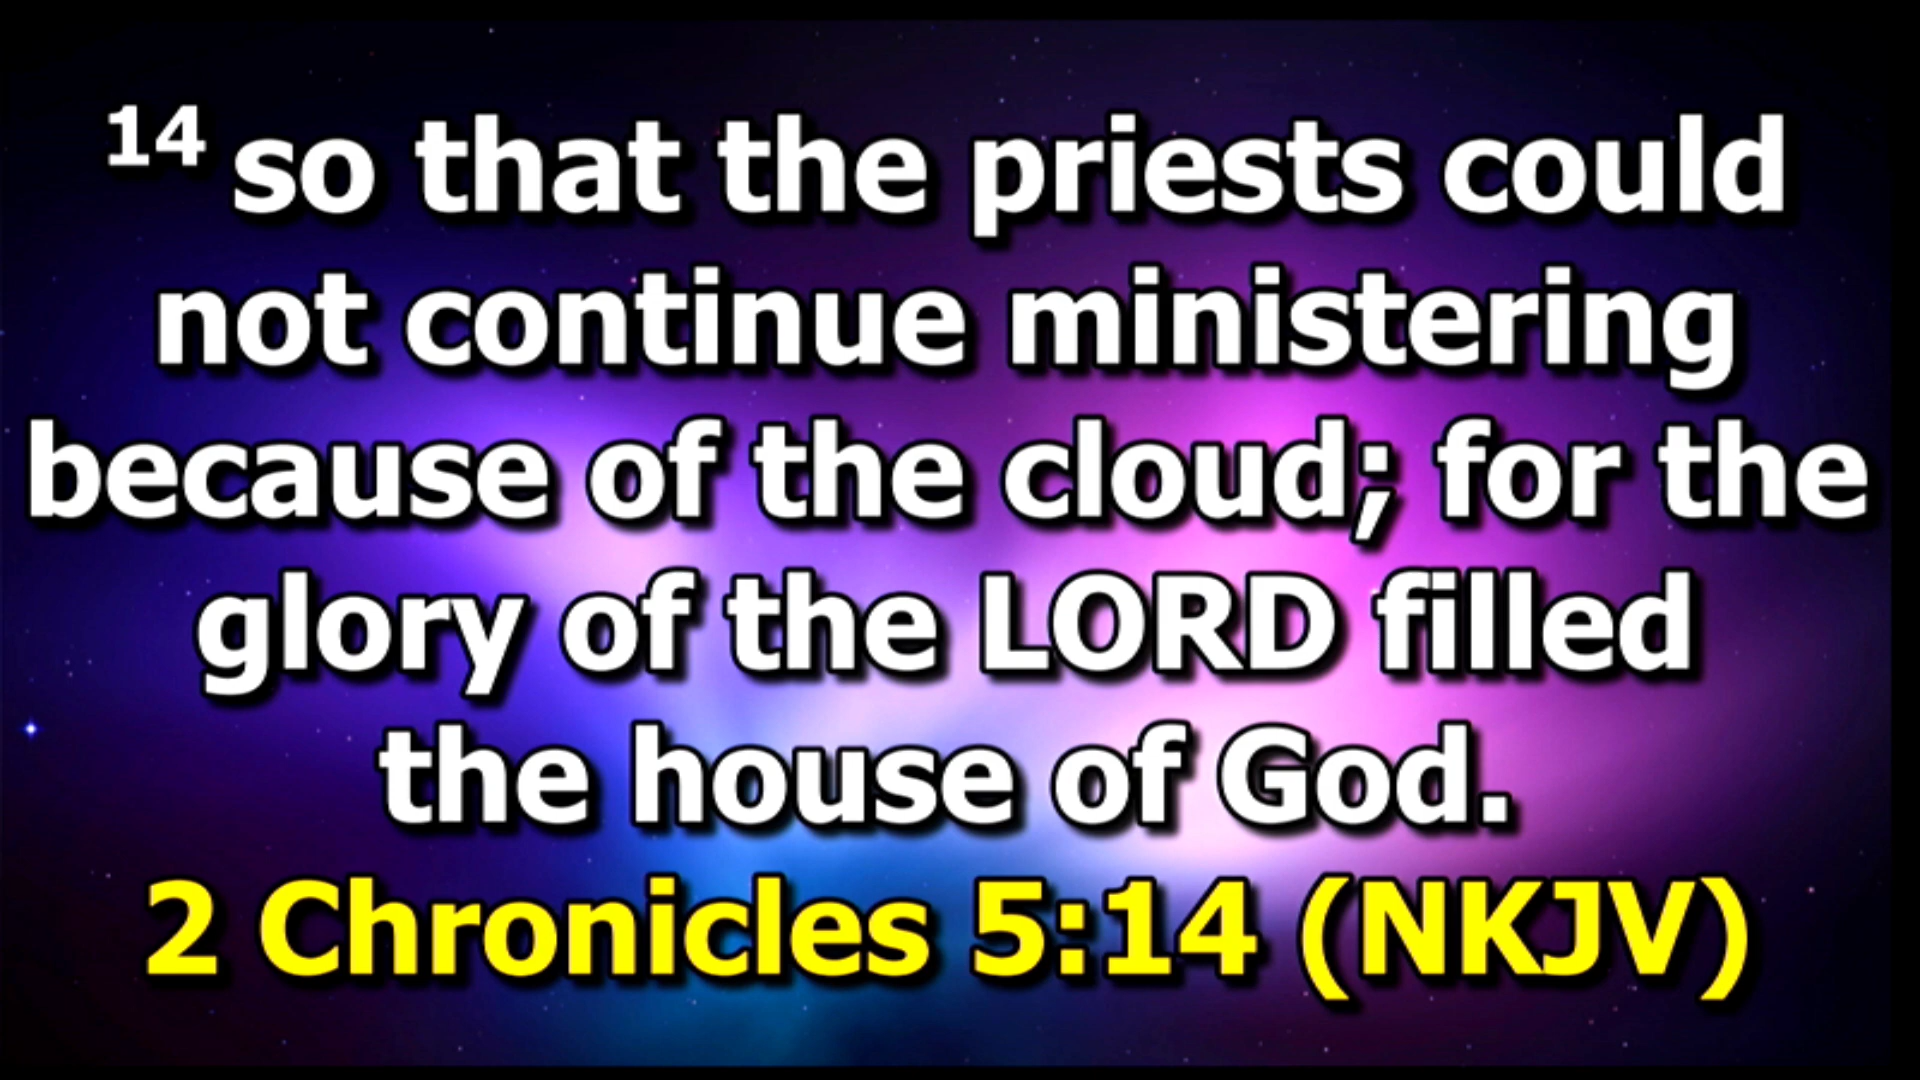 14 so that the priests could
not continue ministering
because of the cloud; for the
glory of the LORD filled
the house of God.
2 Chronicles 5:14 (NKJV)